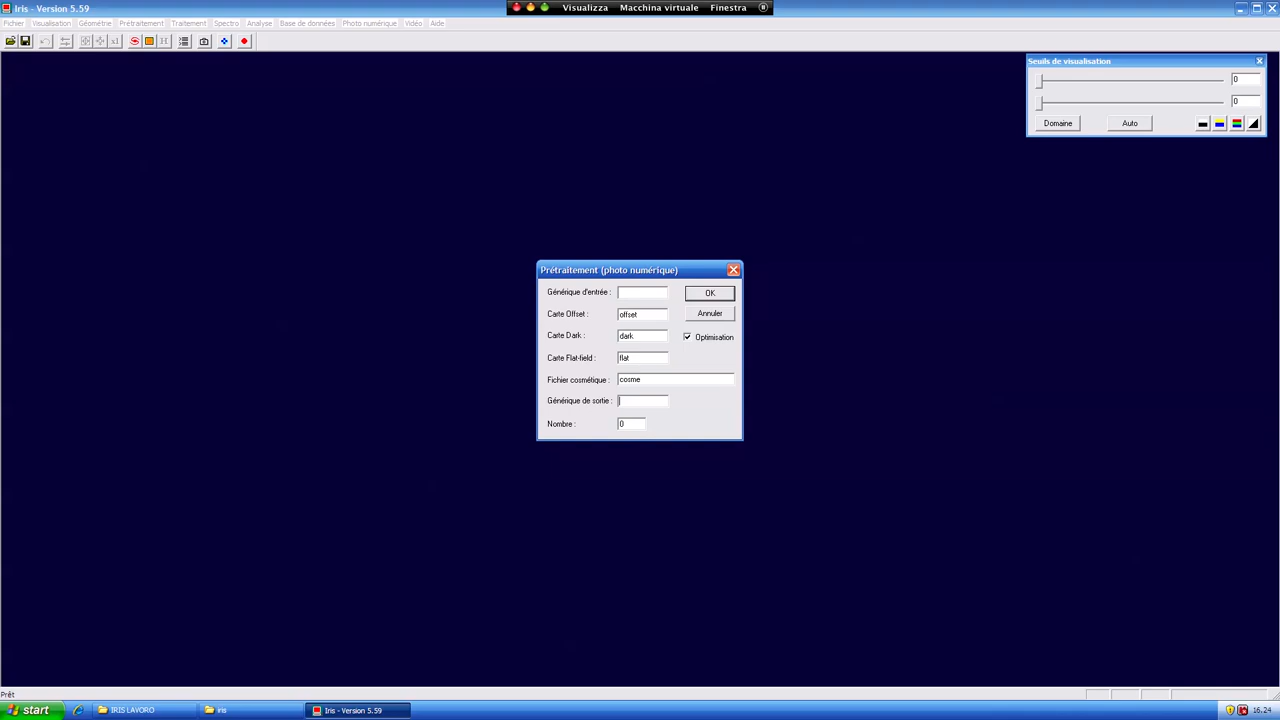 Iris - Version 5.59
Visualizza Macchina virtuale Finestra
Fichier Visualisation Géométrie Prétraitement Traitement Spectro Analyse Base de données Photo numérique Vidéo Aide
Seuils de visualisation
0
0
Domaine Auto
Prétraitement (photo numérique)
Générique d'entrée : OK
Carte Offset : offset Annuler
Carte Dark : dark Optimisation
Carte Flat-field : flat
Fichier cosmétique : cosme
Générique de sortie :
Nombre : 0
Prêt
start IRIS LAVORO iris Iris - Version 5.59 16.24